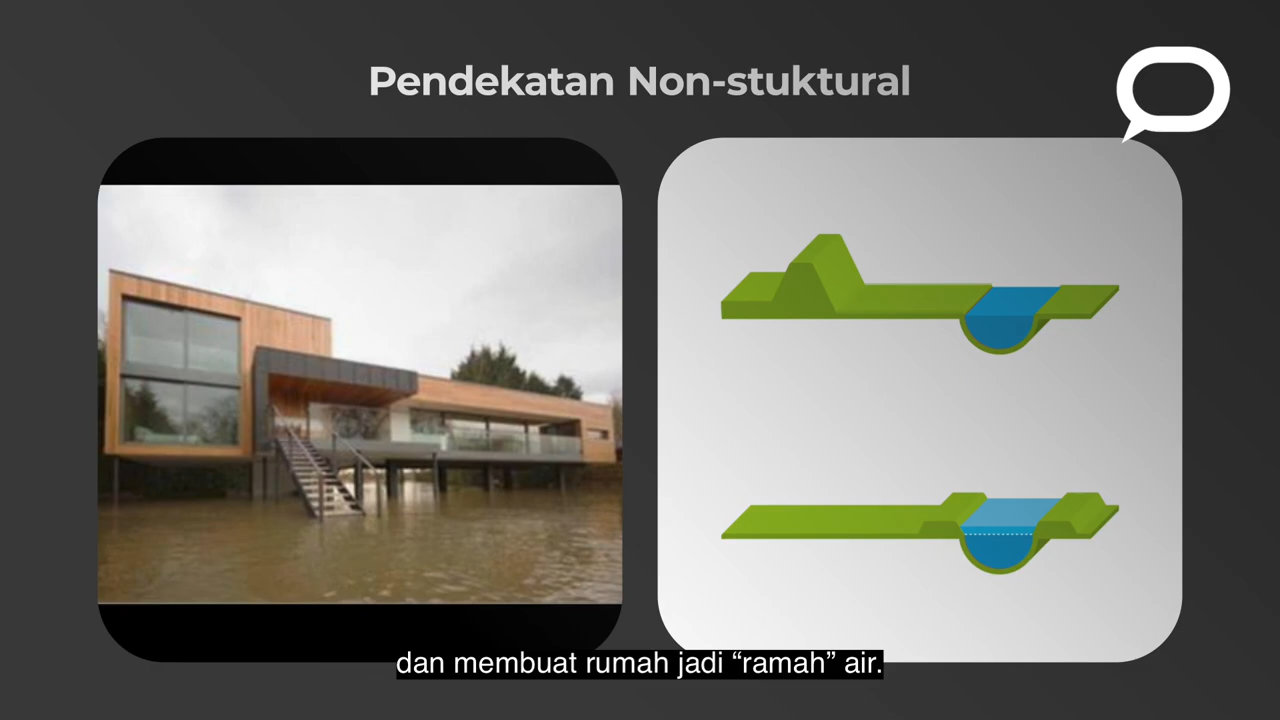 Pendekatan Non-stuktural
dan membuat rumah jadi “ramah” air.